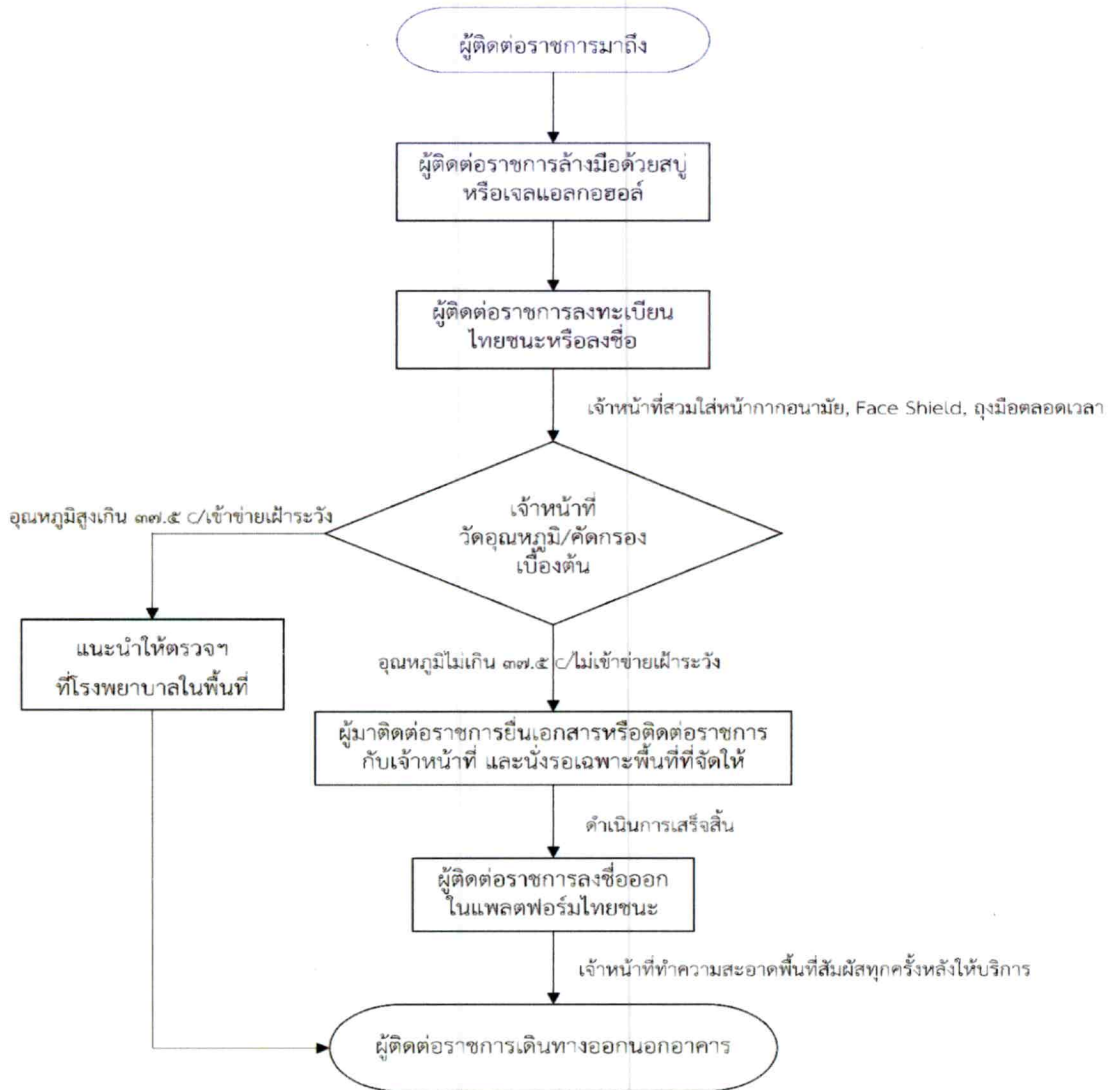 ผู้ติดต่อราชการมาถึง
ผู้ติดต่อราชการล้างมือด้วยสบู่
หรือเจลแอลกอฮอล์
ผู้ติดต่อราชการลงทะเบียน
ไทยชนะหรือลงชื่อ
เจ้าหน้าที่สวมใส่หน้ากากอนามัย, Face Shield, ถุงมือตลอดเวลา
เจ้าหน้าที่
วัดอุณหภูมิ/คัดกรอง
เบื้องต้น
อุณหภูมิสูงเกิน ๓๗.๕ C/เข้าข่ายเฝ้าระวัง
แนะนำให้ตรวจฯ
ที่โรงพยาบาลในพื้นที่
อุณหภูมิไม่เกิน ๓๗.๕ C/ไม่เข้าข่ายเฝ้าระวัง
ผู้มาติดต่อราชการยื่นเอกสารหรือติดต่อราชการ
กับเจ้าหน้าที่ และนั่งรอเฉพาะพื้นที่ที่จัดให้
ดำเนินการเสร็จสิ้น
ผู้ติดต่อราชการลงชื่อออก
ในแพลตฟอร์มไทยชนะ
เจ้าหน้าที่ทำความสะอาดพื้นที่สัมผัสทุกครั้งหลังให้บริการ
ผู้ติดต่อราชการเดินทางออกนอกอาคาร